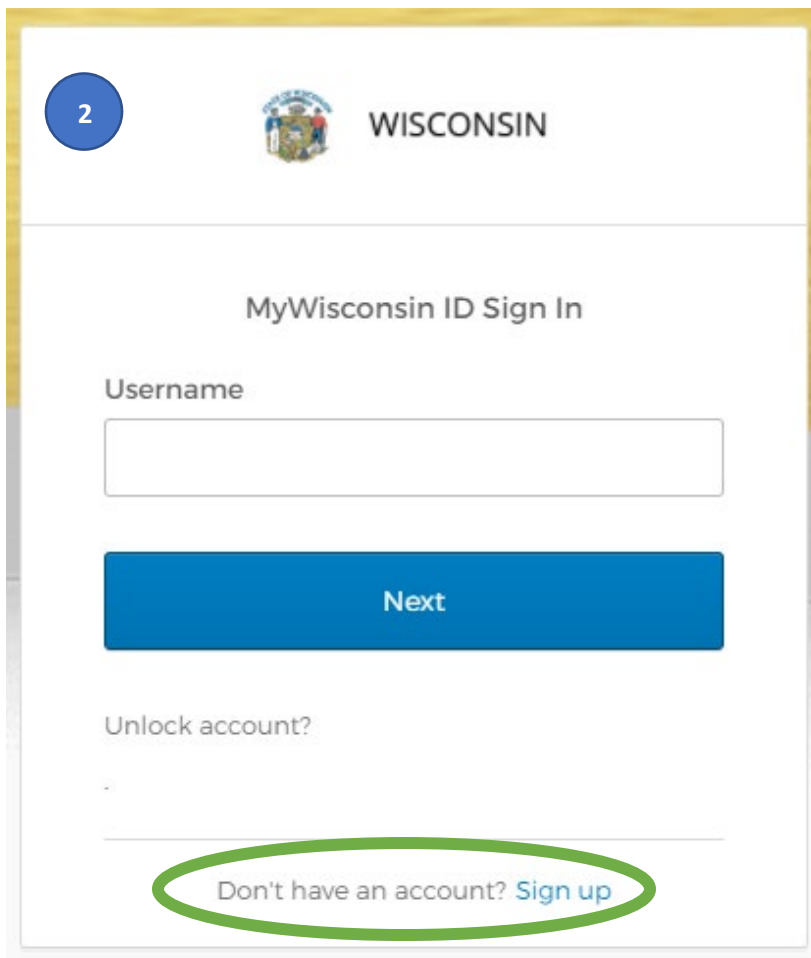 2
WISCONSIN
MyWisconsin ID Sign In
Username
Next
Unlock account?
Don't have an account? Sign up